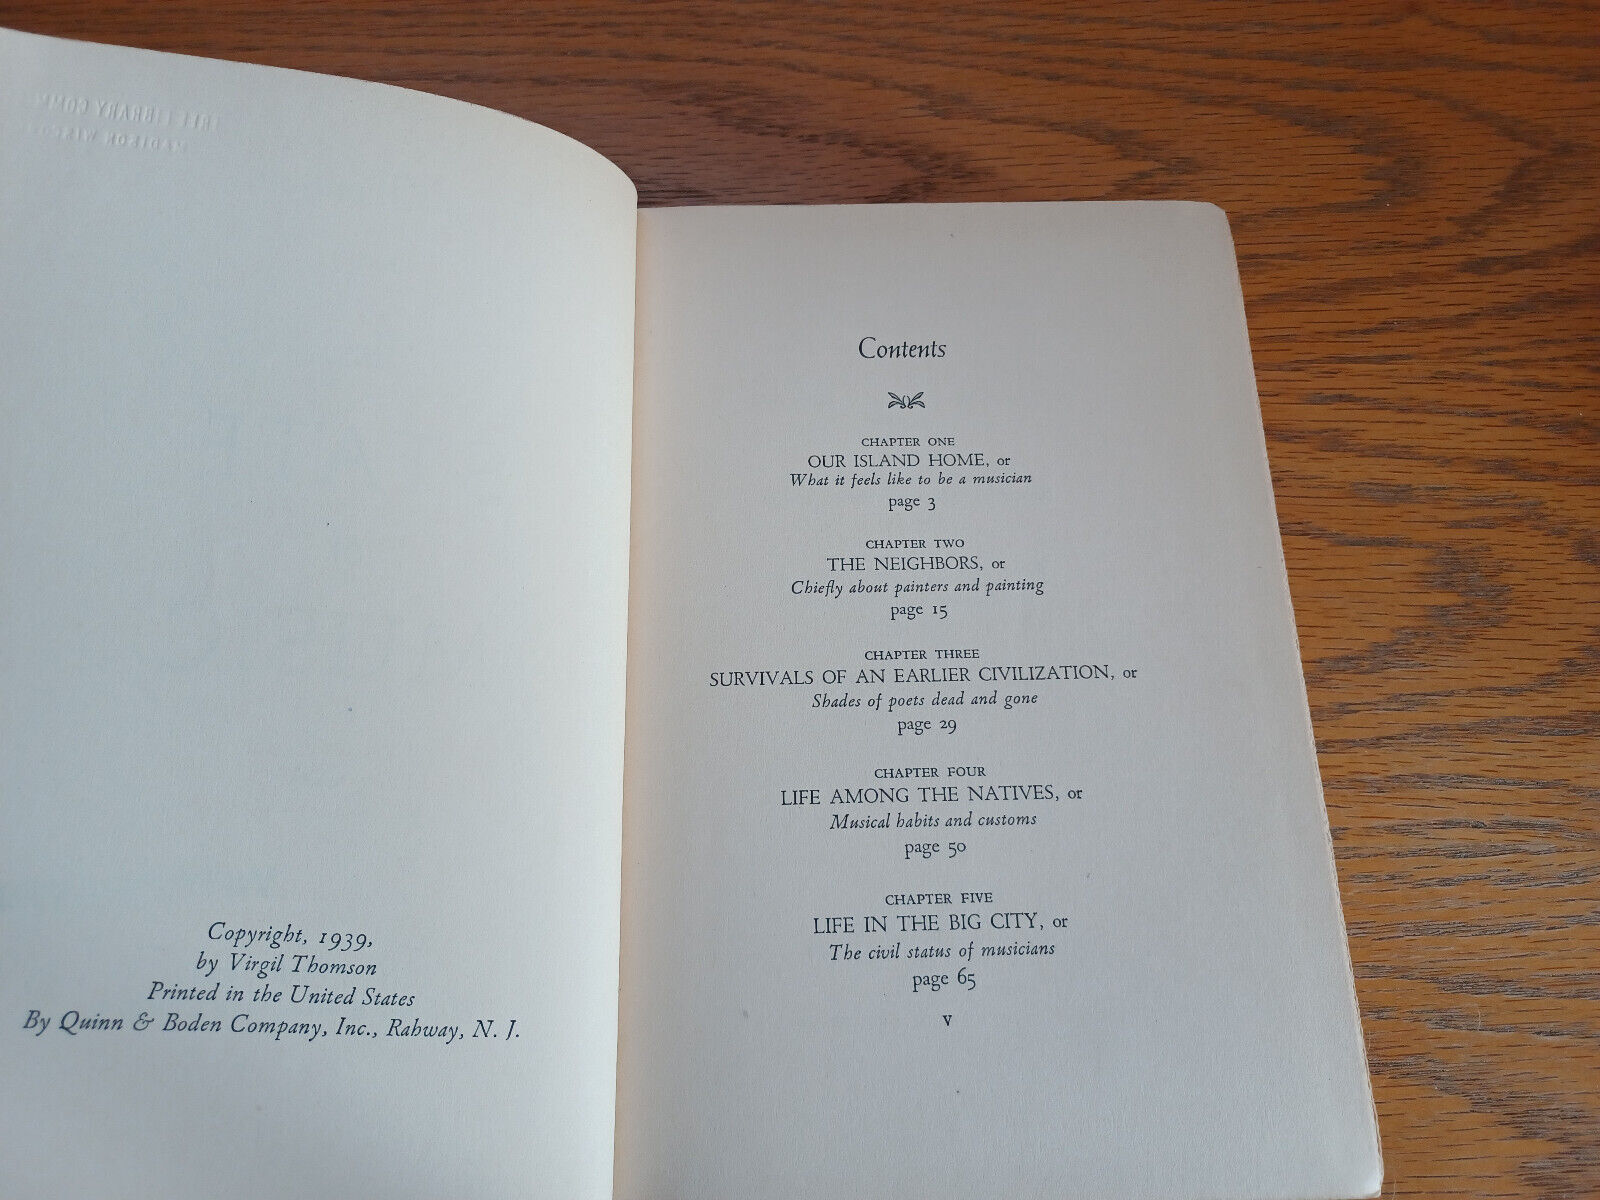 LIBRARY
MADISON
Copyright, 1939,
by Virgil Thomson
Printed in the United States
By Quinn & Boden Company, Inc., Rahway, N. J.
Contents
CHAPTER ONE
OUR ISLAND HOME, or
What it feels like to be a musician
page 3
CHAPTER TWO
THE NEIGHBORS, or
Chiefly about painters and painting
page 15
CHAPTER THREE
SURVIVALS OF AN EARLIER CIVILIZATION, or
Shades of poets dead and gone
page 29
CHAPTER FOUR
LIFE AMONG THE NATIVES, or
Musical habits and customs
page 50
CHAPTER FIVE
LIFE IN THE BIG CITY, or
The civil status of musicians
page 65
v